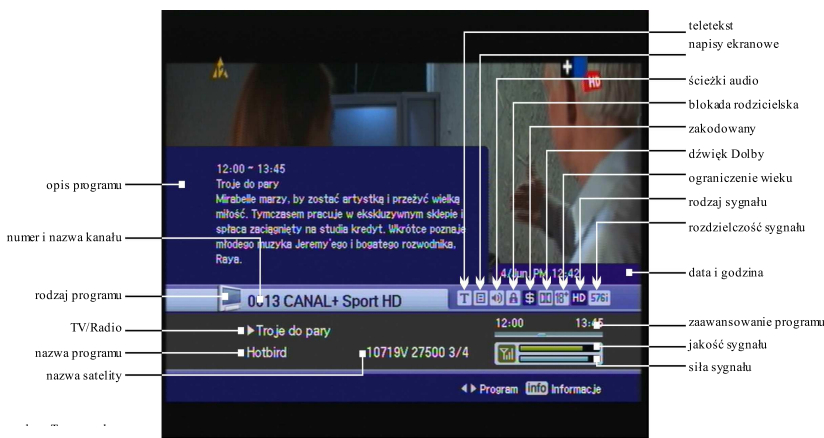 teletekst
napisy ekranowe
ścieżki audio
blokada rodzicielska
zakodowany
dźwięk Dolby
ograniczenie wieku
rodzaj sygnału
rozdzielczość sygnału
data i godzina
zaawansowanie programu
jakość sygnału
siła sygnału
opis programu
numer i nazwa kanału
rodzaj programu
TV/Radio
nazwa programu
nazwa satelity
HD
12:00 - 13:45
Troje do pary
Mirabelle marzy, by zostać artystką i przeżyć wielką
miłość. Tymczasem pracuje w ekskluzywnym sklepie i
spłaca zaciągnięty na studia kredyt. Wkrótce poznaje
młodego muzyka Jeremy'ego i bogatego rozwodnika,
Raya.
4/Jun. PM 12:42
0013 CANAL+ Sport HD
T $ 18+ HD 576i
Troje do pary
12:00 13:45
Hotbird 10719V 27500 3/4
Program info Informacje